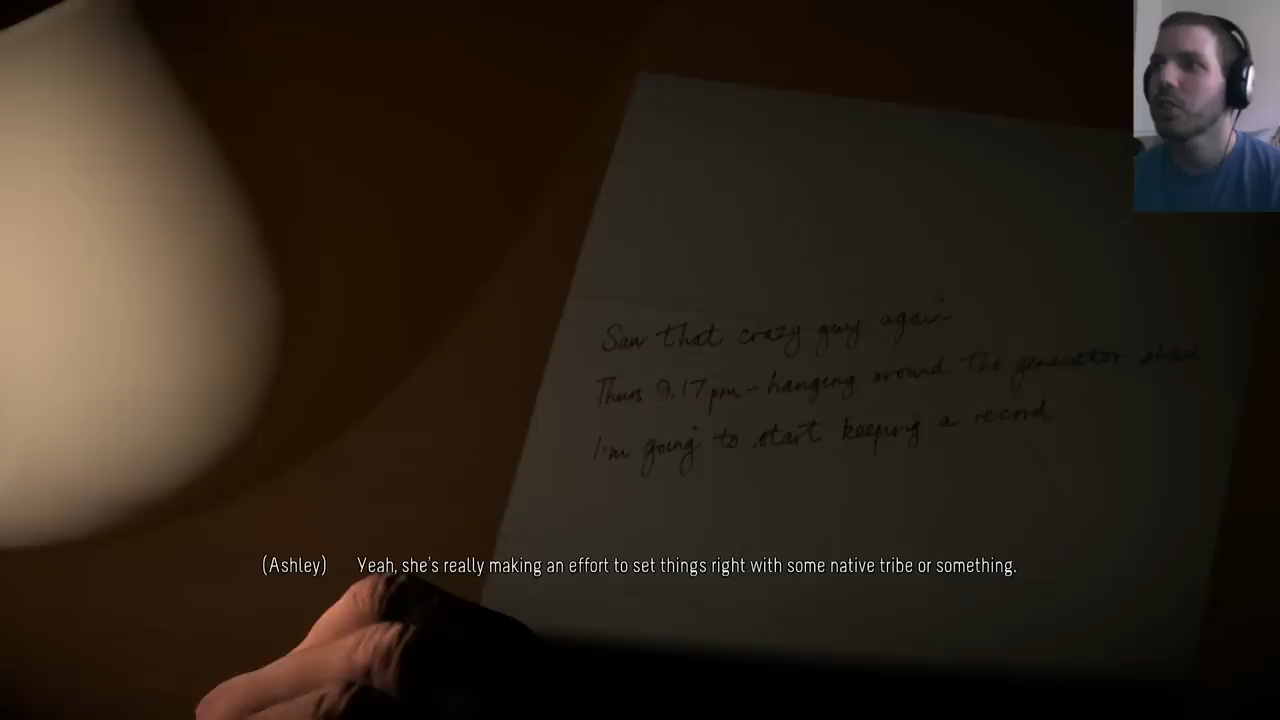 Saw that crazy guy again
Thurs 9.17pm - hanging around the generator shed
I'm going to start keeping a record.
(Ashley) Yeah, she's really making an effort to set things right with some native tribe or something.